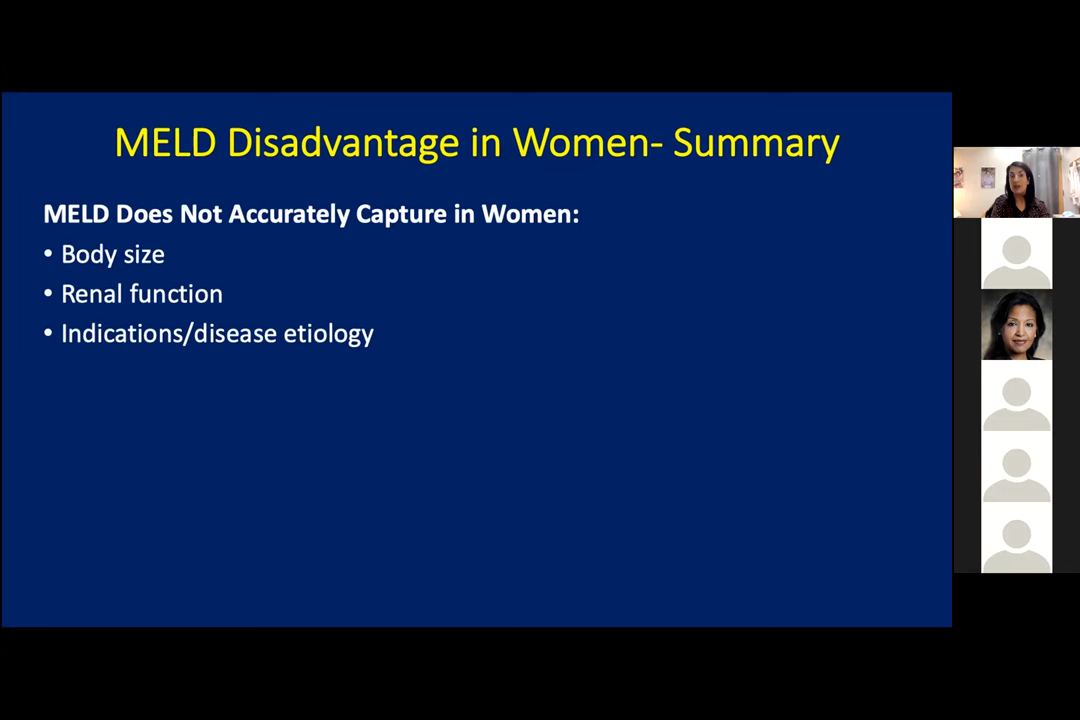 MELD Disadvantage in Women- Summary
MELD Does Not Accurately Capture in Women:
• Body size
• Renal function
• Indications/disease etiology